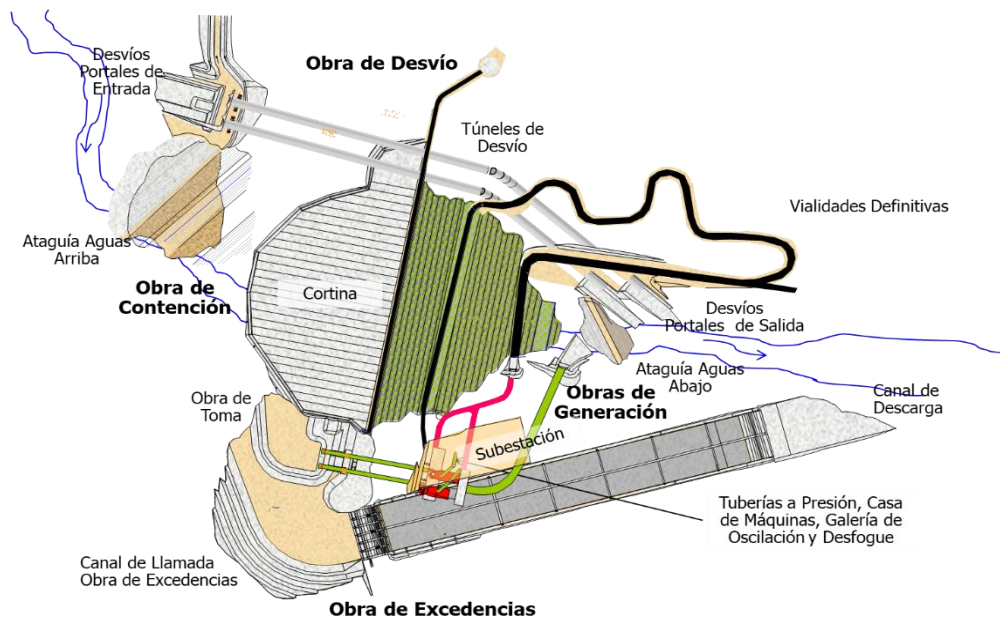 Desvíos
Portales de
Entrada
Obra de Desvío
Túneles de
Desvío
Vialidades Definitivas
Ataguía Aguas
Arriba
Obra de
Contención
Cortina
Desvíos
Portales de Salida
Ataguía Aguas
Abajo
Obras de
Generación
Canal de
Descarga
Obra de
Toma
Subestación
Tuberías a Presión, Casa
de Máquinas, Galería de
Oscilación y Desfogue
Canal de Llamada
Obra de Excedencias
Obra de Excedencias